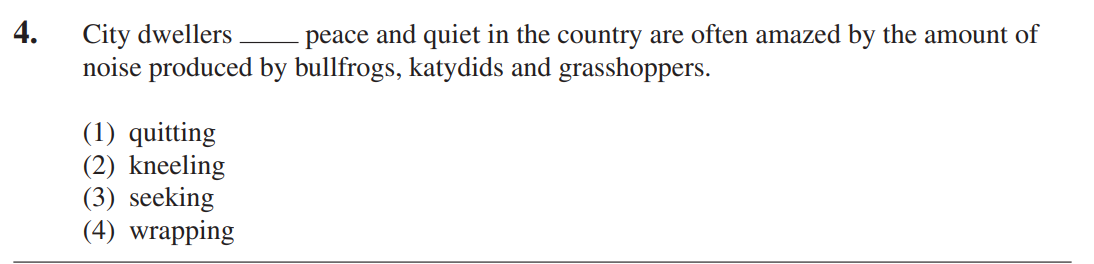 4. City dwellers ____ peace and quiet in the country are often amazed by the amount of
noise produced by bullfrogs, katydids and grasshoppers.
(1) quitting
(2) kneeling
(3) seeking
(4) wrapping